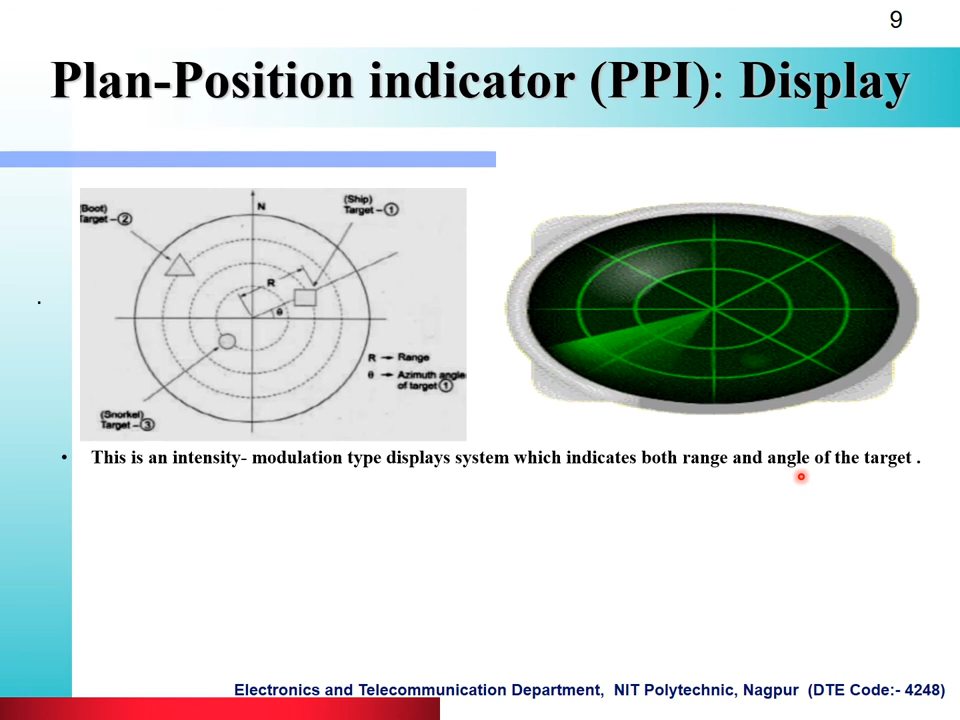 9
Plan-Position indicator (PPI): Display
(Boot)
Target-②
N
(Ship)
Target-①
R
θ
R → Range
θ → Azimuth angle
of target ①
(Snorkel)
Target-③
.
• This is an intensity- modulation type displays system which indicates both range and angle of the target .
Electronics and Telecommunication Department, NIT Polytechnic, Nagpur (DTE Code:- 4248)